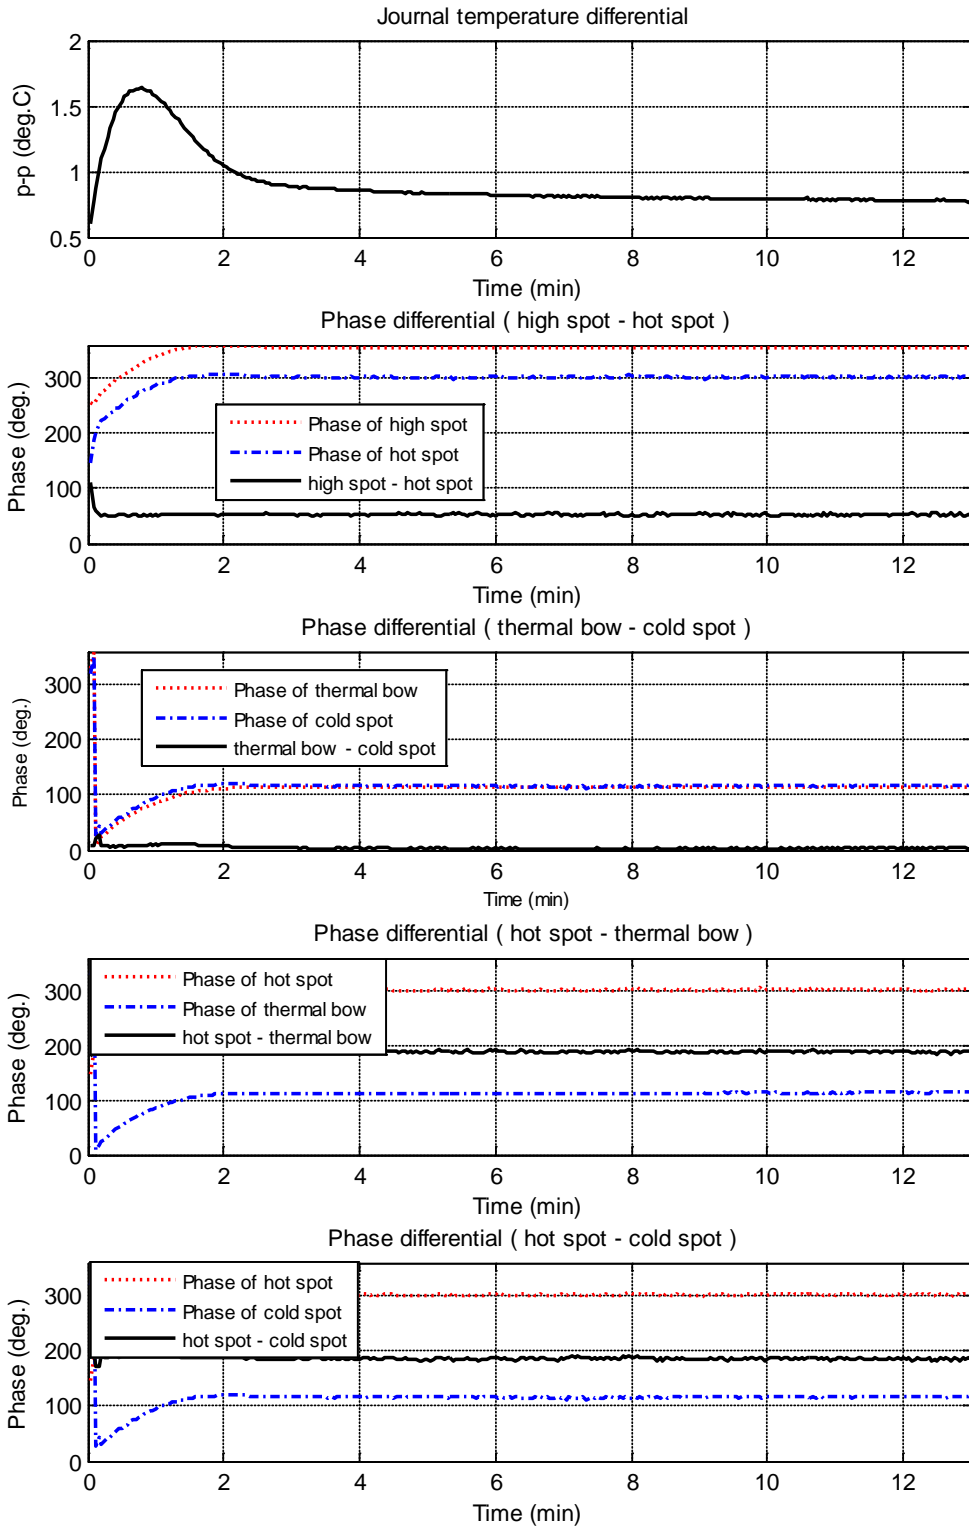 Journal temperature differential
2
1.5
1
0.5
p-p (deg.C)
0 2 4 6 8 10 12
Time (min)
Phase differential ( high spot - hot spot )
300
200
100
0
Phase (deg.)
Phase of high spot
Phase of hot spot
high spot - hot spot
0 2 4 6 8 10 12
Time (min)
Phase differential ( thermal bow - cold spot )
300
200
100
0
Phase (deg.)
Phase of thermal bow
Phase of cold spot
thermal bow - cold spot
0 2 4 6 8 10 12
Time (min)
Phase differential ( hot spot - thermal bow )
300
200
100
0
Phase (deg.)
Phase of hot spot
Phase of thermal bow
hot spot - thermal bow
0 2 4 6 8 10 12
Time (min)
Phase differential ( hot spot - cold spot )
300
200
100
0
Phase (deg.)
Phase of hot spot
Phase of cold spot
hot spot - cold spot
0 2 4 6 8 10 12
Time (min)